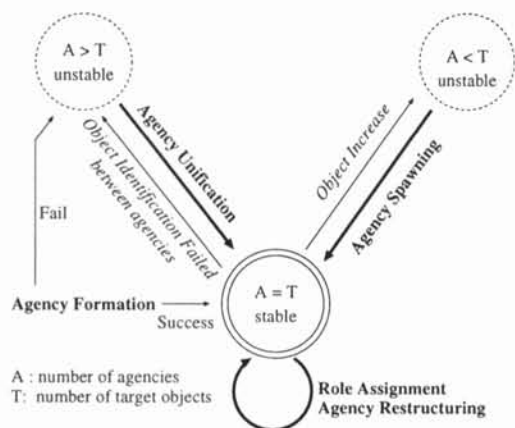 A > T
unstable
A < T
unstable
Agency Unification
Object Identification Failed
between agencies
Object Increase
Agency Spawning
Fail
Agency Formation
Success
A = T
stable
A : number of agencies
T: number of target objects
Role Assignment
Agency Restructuring